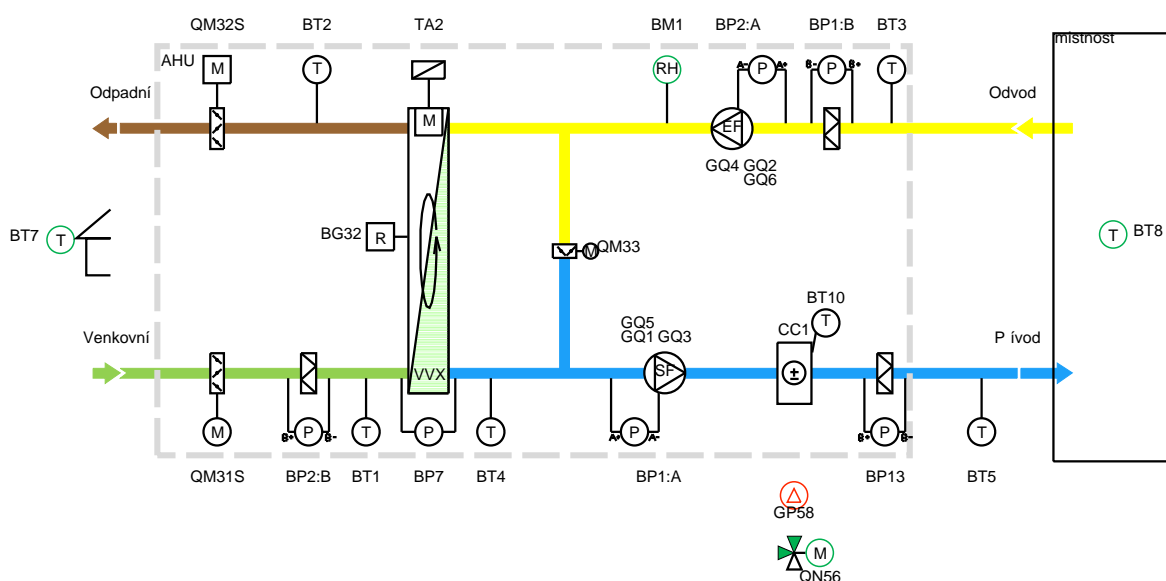 QM32S BT2 TA2 BM1 BP2:A BP1:B BT3
místnost
AHU M T RH A- P A+ B- P B+ T
Odpadní Odvod
M EF
GQ4 GQ2
GQ6
BT7 T BG32 R T BT8
M QM33
BT10
GQ5
Venkovní GQ1 GQ3 CC1 T P ívod
VVX SF ±
M B+ P B- T P T A+ P A- B+ P B- T
QM31S BP2:B BT1 BP7 BT4 BP1:A BP13 BT5
GP58
M
QN56